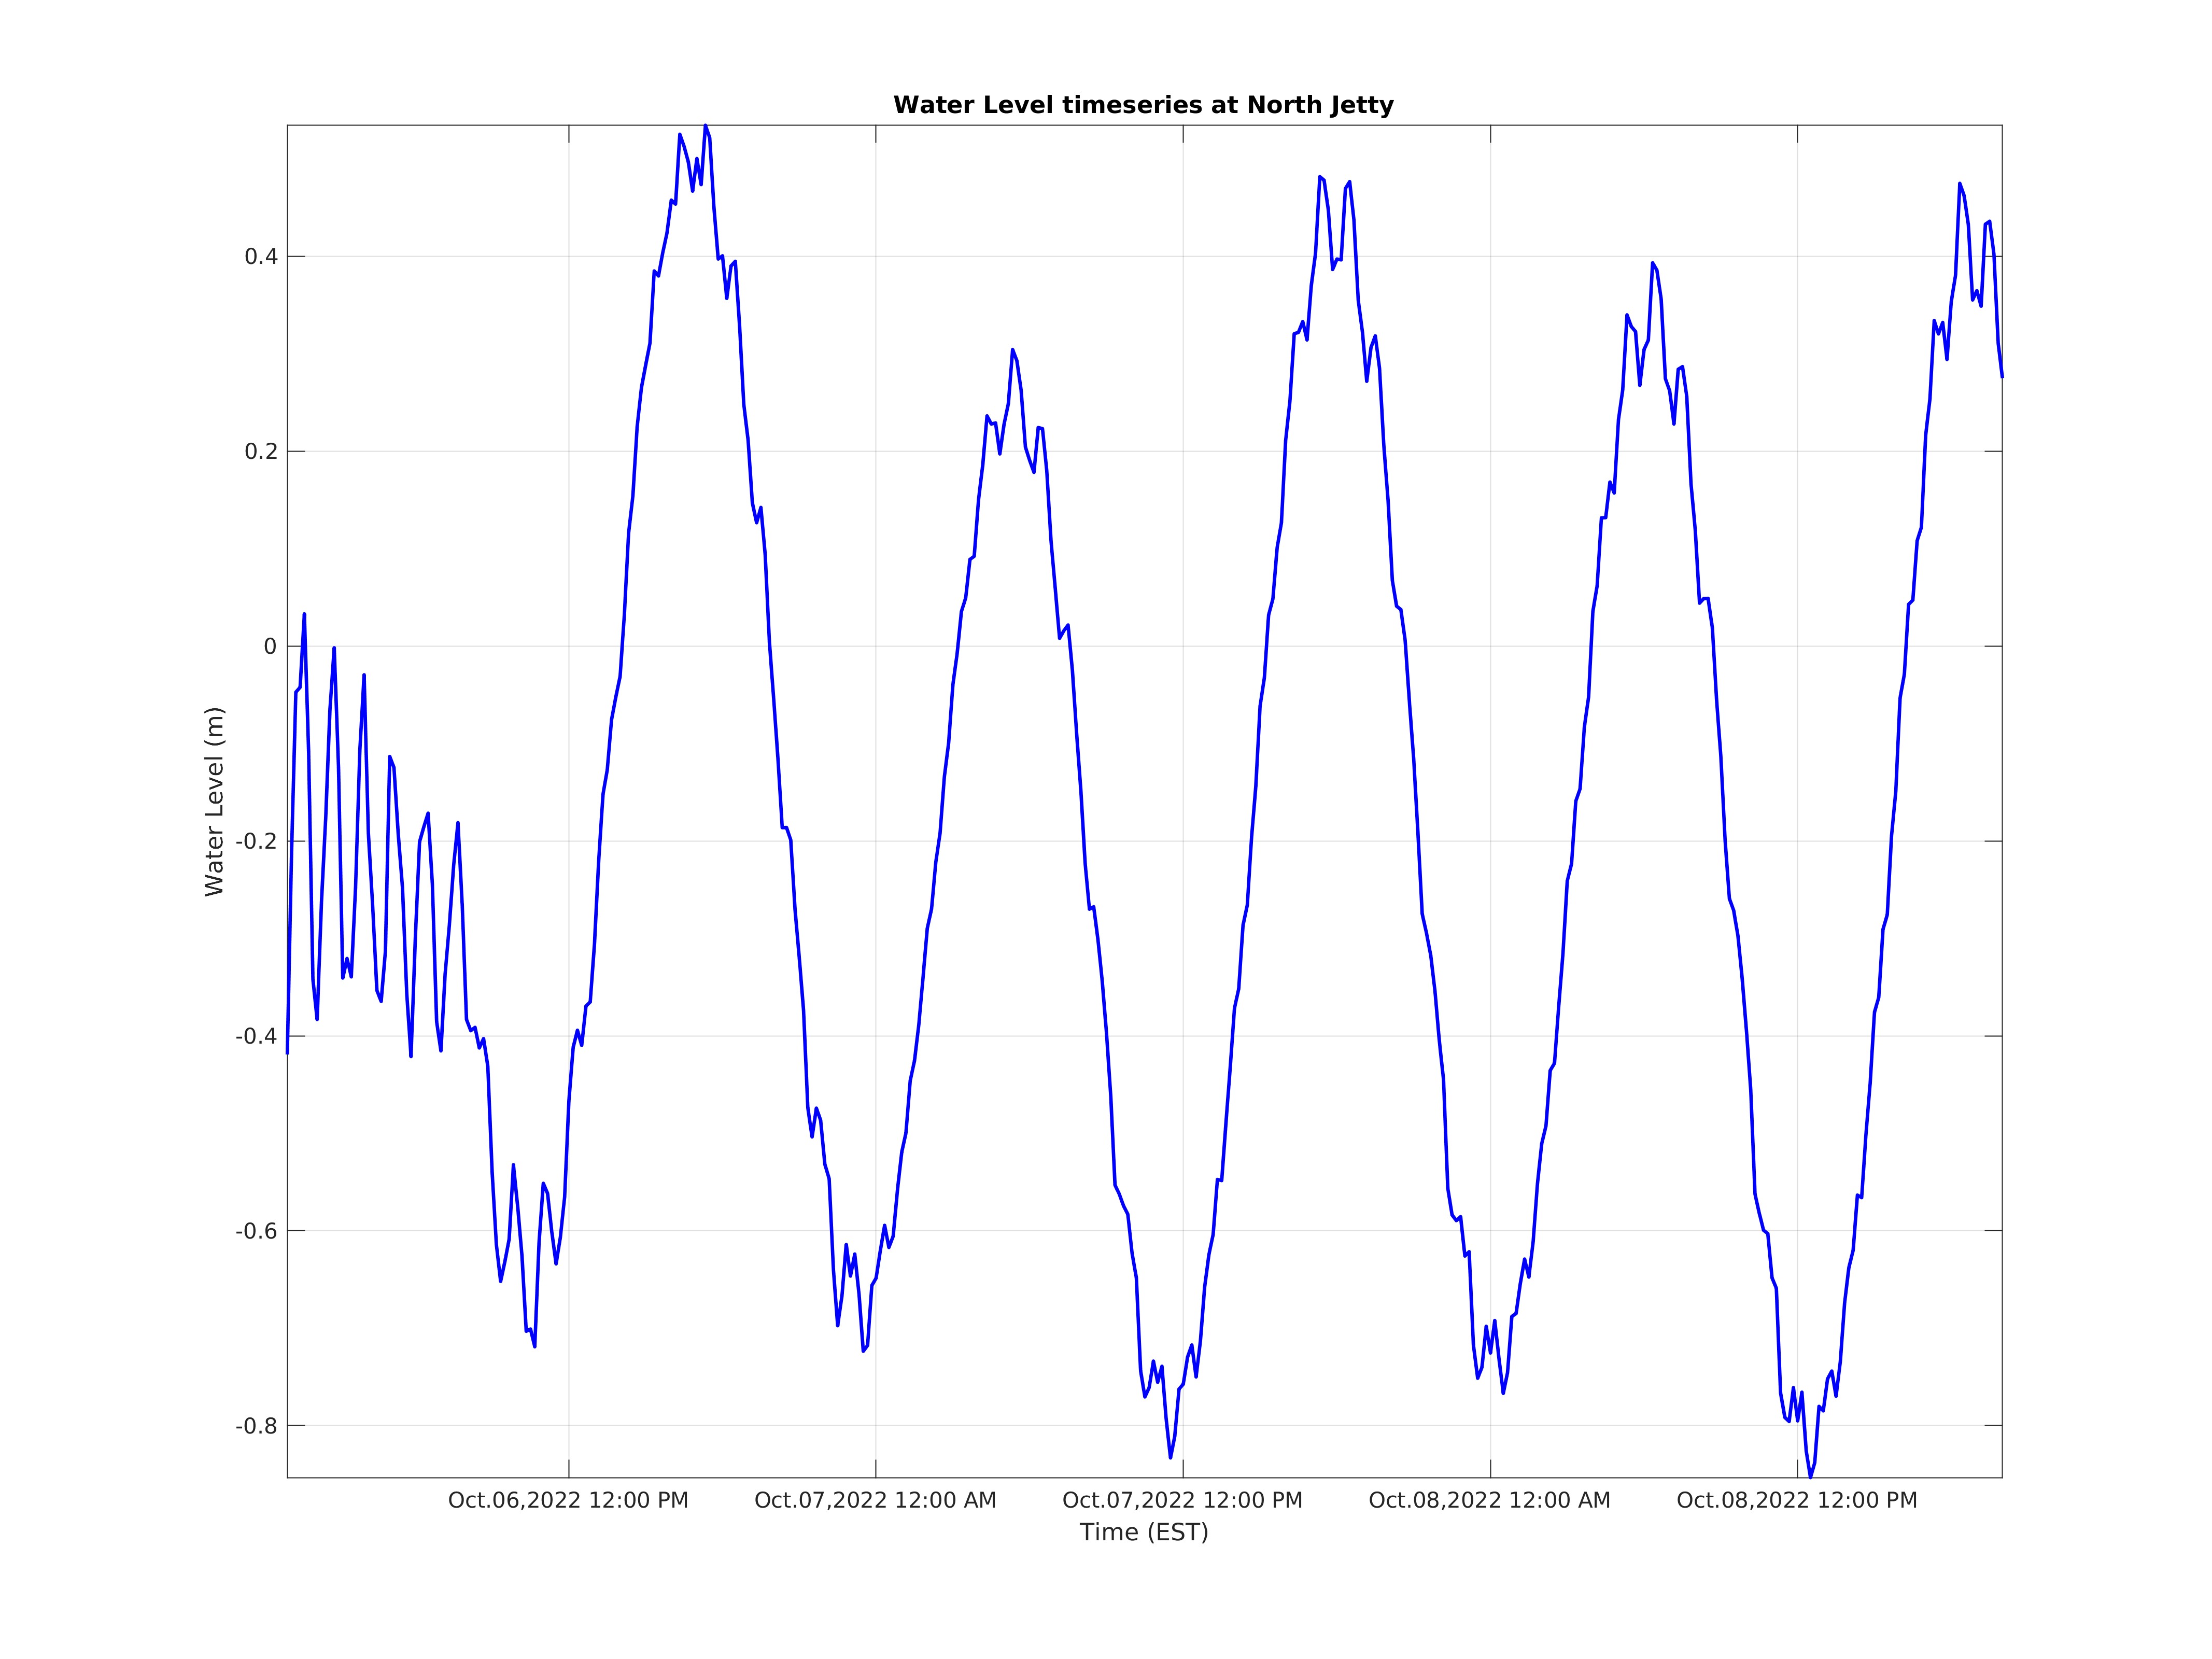 Water Level timeseries at North Jetty
0.4
0.2
0
-0.2
-0.4
-0.6
-0.8
Water Level (m)
Oct.06,2022 12:00 PM
Oct.07,2022 12:00 AM
Oct.07,2022 12:00 PM
Oct.08,2022 12:00 AM
Oct.08,2022 12:00 PM
Time (EST)